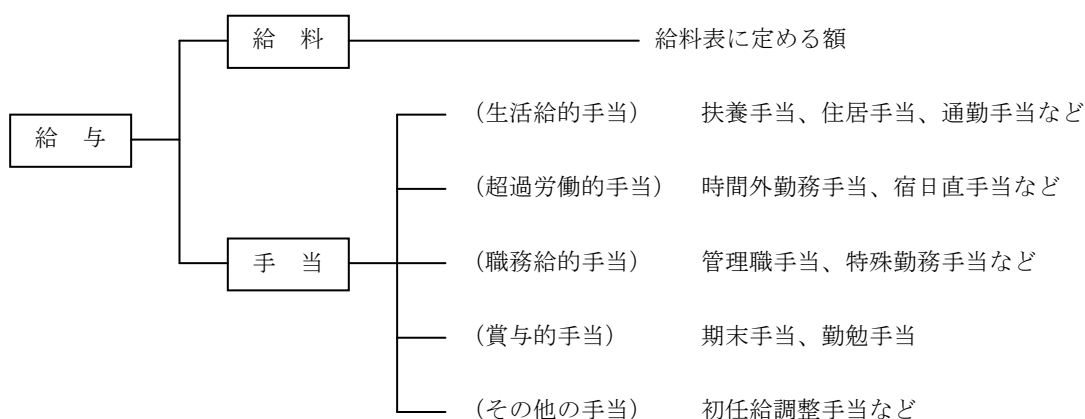 給 料 給料表に定める額
(生活給的手当) 扶養手当、住居手当、通勤手当など
給 与
(超過労働的手当) 時間外勤務手当、宿日直手当など
手 当 (職務給的手当) 管理職手当、特殊勤務手当など
(賞与的手当) 期末手当、勤勉手当
(その他の手当) 初任給調整手当など